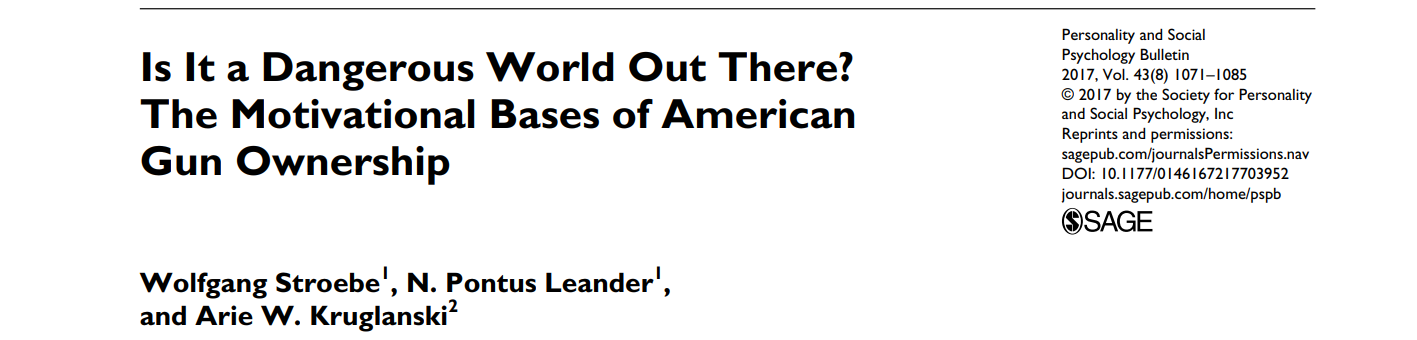 Is It a Dangerous World Out There?
The Motivational Bases of American
Gun Ownership
Wolfgang Stroebe1, N. Pontus Leander1,
and Arie W. Kruglanski2
Personality and Social
Psychology Bulletin
2017, Vol. 43(8) 1071–1085
© 2017 by the Society for Personality
and Social Psychology, Inc
Reprints and permissions:
sagepub.com/journalsPermissions.nav
DOI: 10.1177/0146167217703952
journals.sagepub.com/home/pspb
SAGE